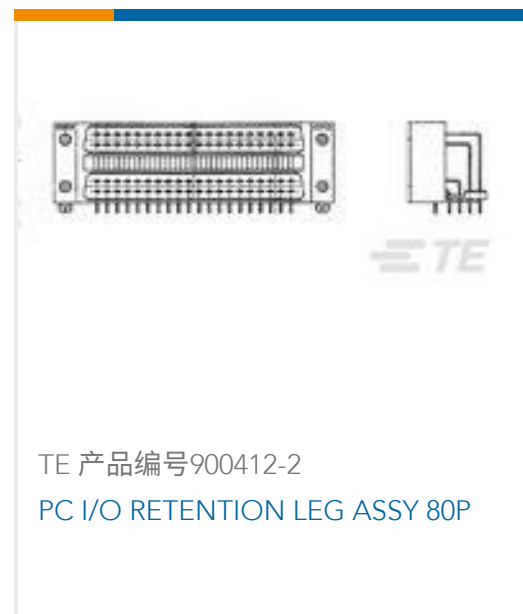 TE
TE 产品编号900412-2
PC I/O RETENTION LEG ASSY 80P